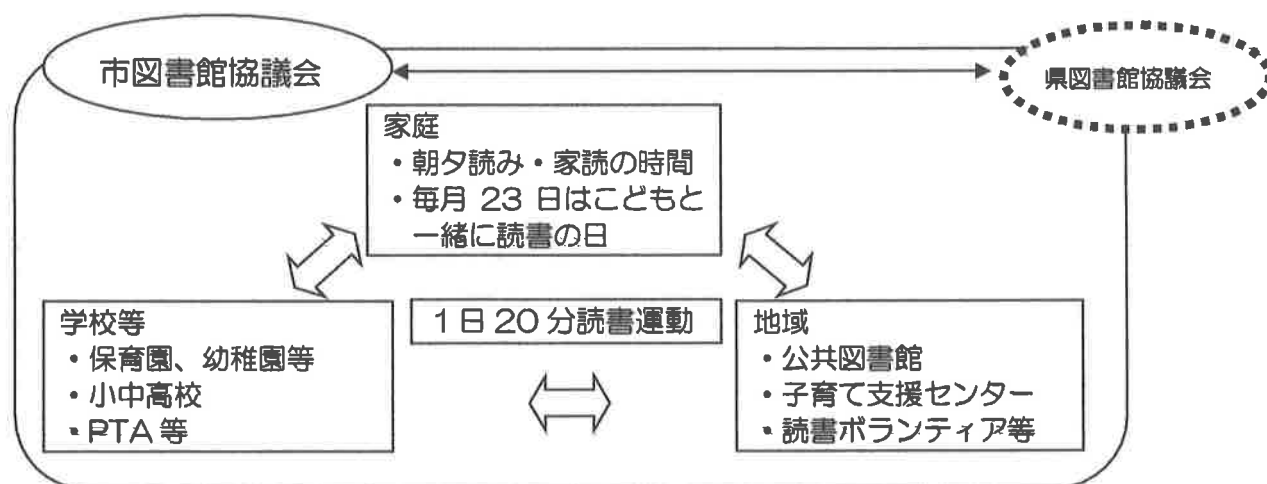 市図書館協議会
県図書館協議会
家庭
・朝夕読み・家読の時間
・毎月 23 日はこどもと
一緒に読書の日
学校等
・保育園、幼稚園等
・小中高校
・PTA 等
1日 20 分読書運動
地域
・公共図書館
・子育て支援センター
・読書ボランティア等